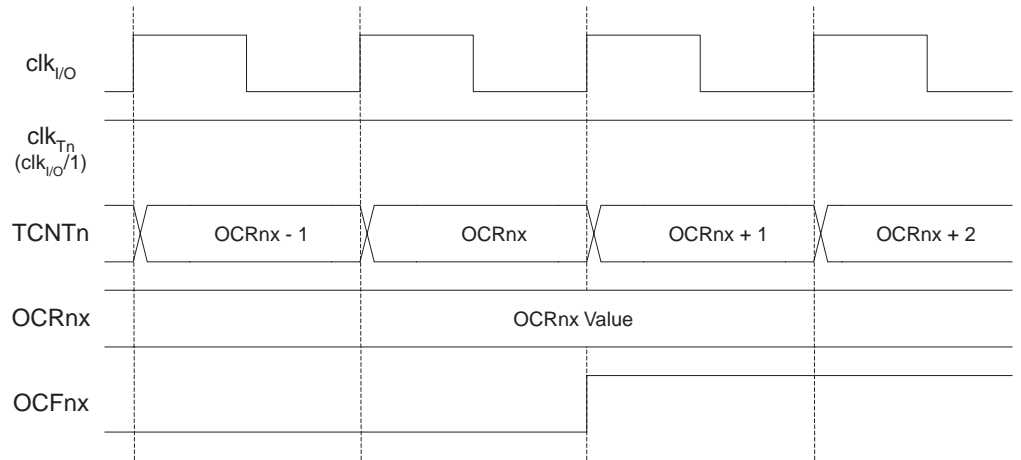 clkI/O
clkTn
(clkI/O/1)
TCNTn
OCRnx - 1
OCRnx
OCRnx + 1
OCRnx + 2
OCRnx
OCRnx Value
OCFnx